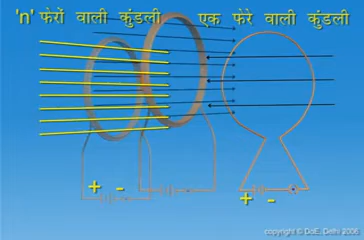 'n' फेरों वाली कुंडली
एक फेरे वाली कुंडली
+ -
+ -
copyright © DoE, Delhi 2006